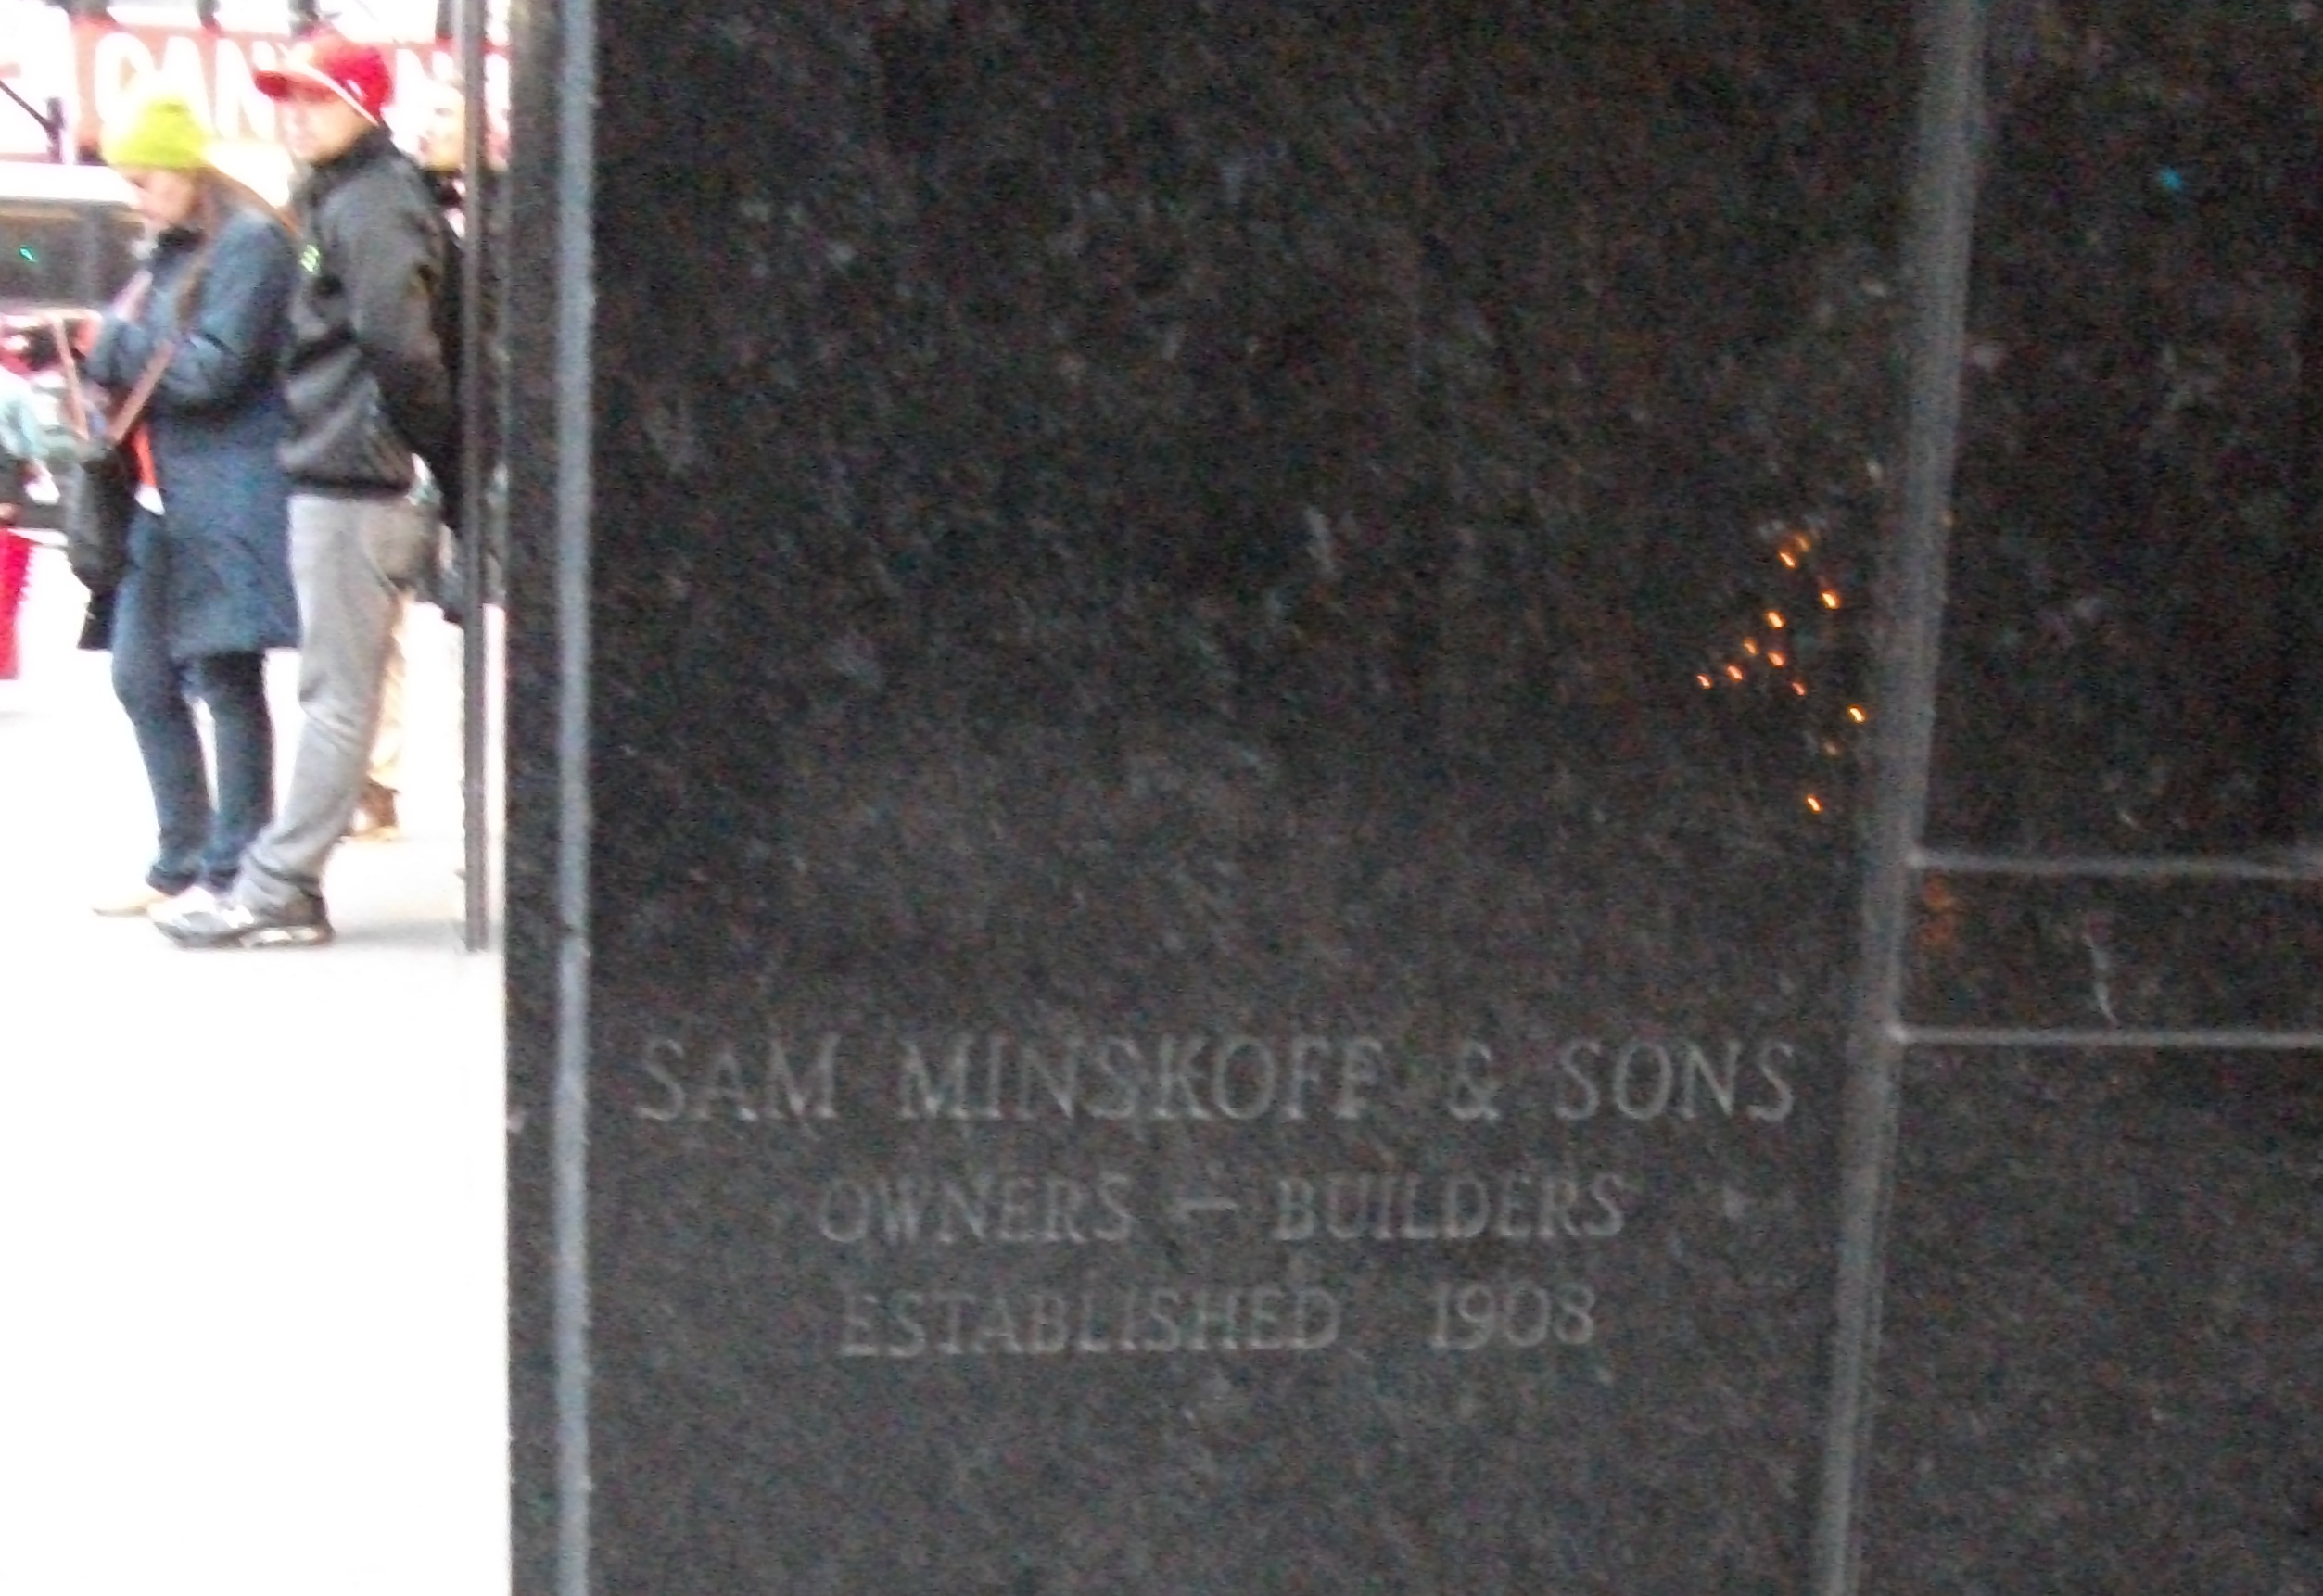 SAM MINSKOFF & SONS
OWNERS — BUILDERS
ESTABLISHED 1908